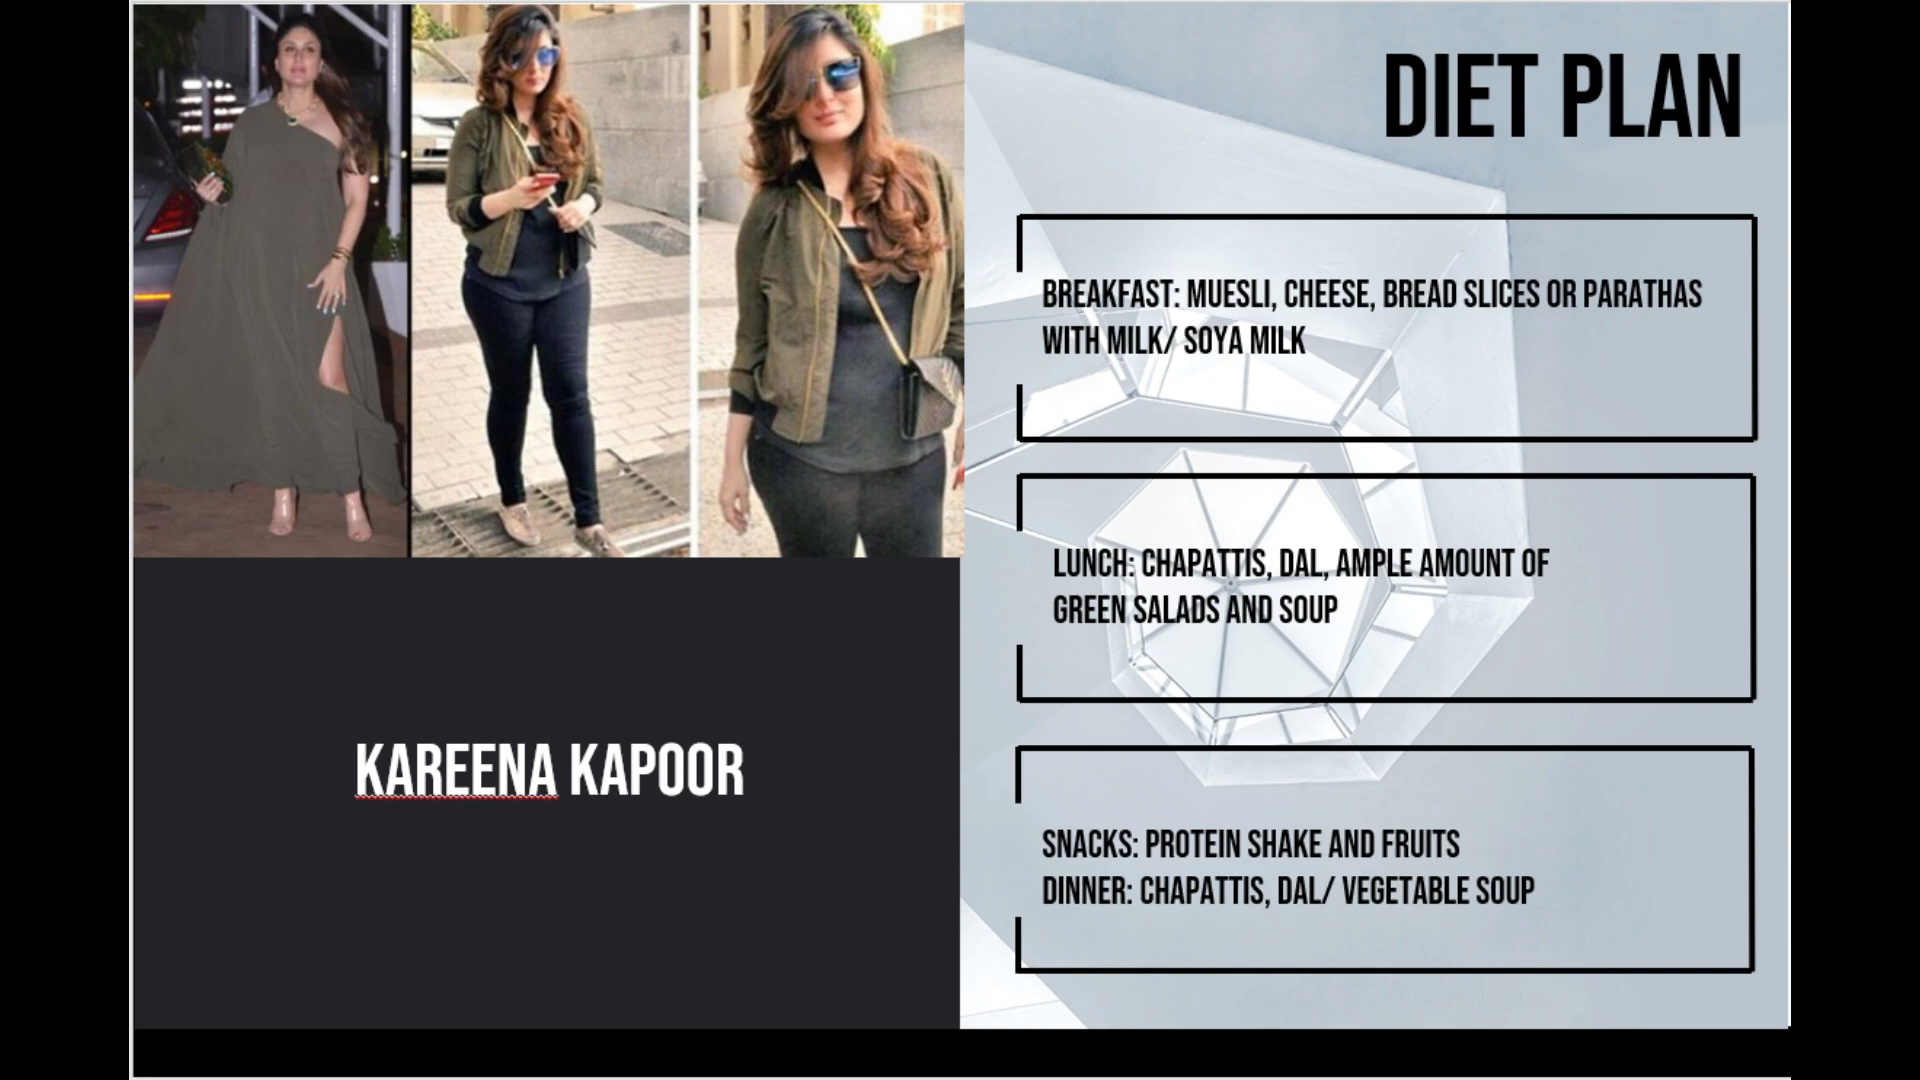 DIET PLAN
BREAKFAST: MUESLI, CHEESE, BREAD SLICES OR PARATHAS
WITH MILK/ SOYA MILK
LUNCH: CHAPATTIS, DAL, AMPLE AMOUNT OF
GREEN SALADS AND SOUP
KAREENA KAPOOR
SNACKS: PROTEIN SHAKE AND FRUITS
DINNER: CHAPATTIS, DAL/ VEGETABLE SOUP